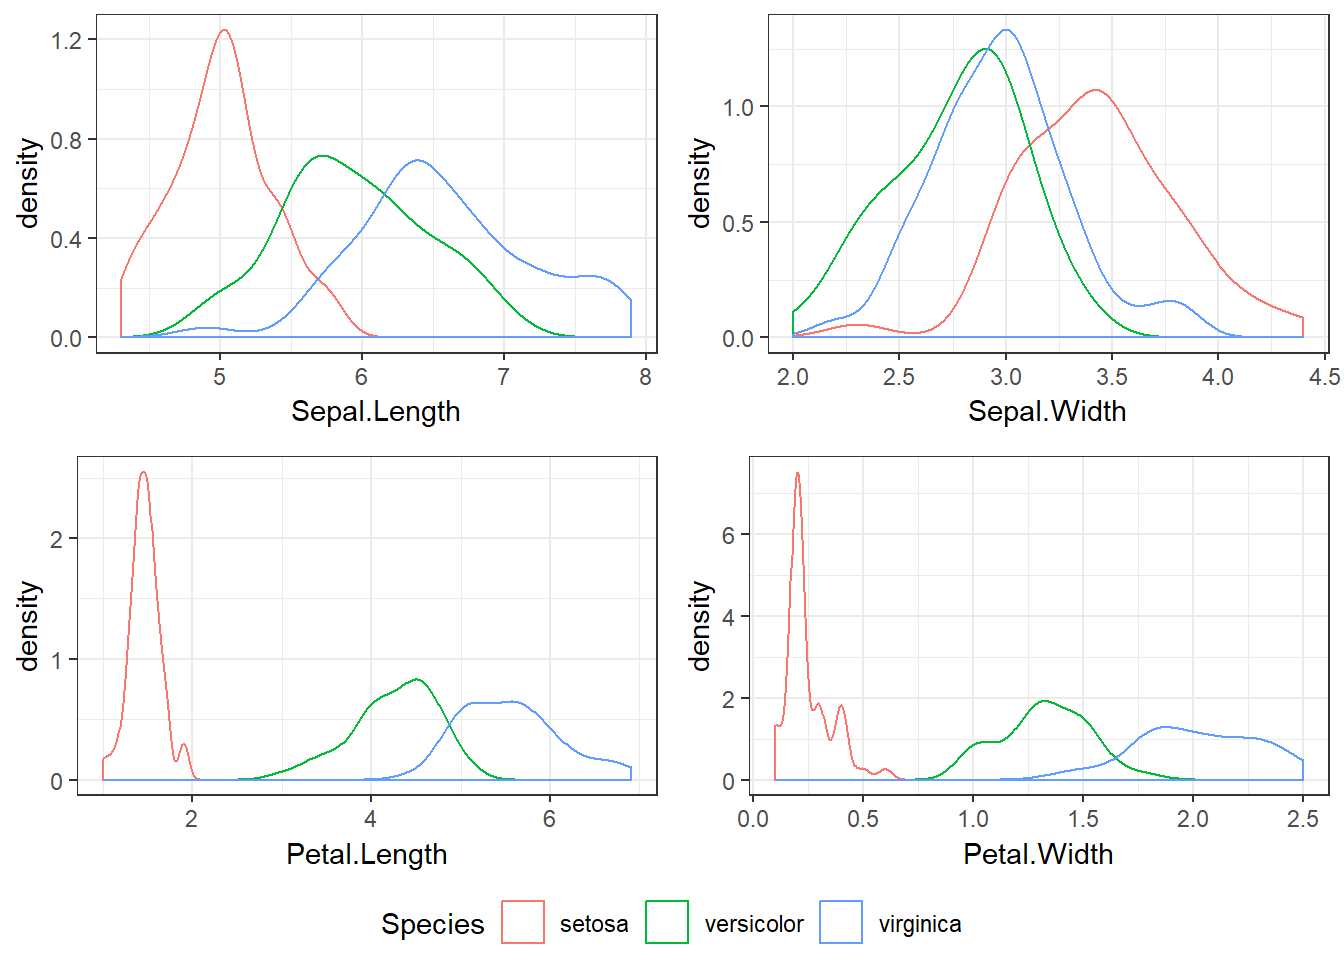 density
1.2
0.8
0.4
0.0
5 6 7 8
Sepal.Length
density
1.0
0.5
0.0
2.0 2.5 3.0 3.5 4.0 4.5
Sepal.Width
density
2
1
0
2 4 6
Petal.Length
density
6
4
2
0
0.0 0.5 1.0 1.5 2.0 2.5
Petal.Width
Species setosa versicolor virginica